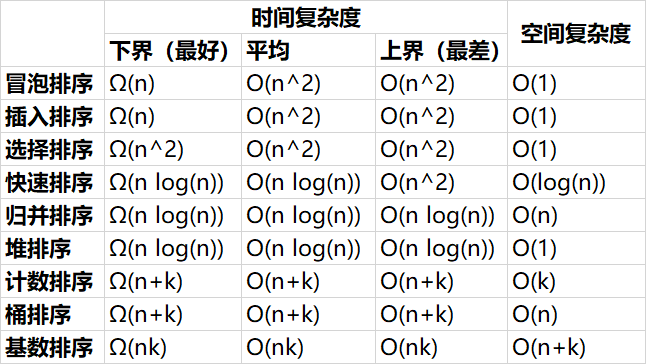 时间复杂度 空间复杂度
下界（最好） 平均 上界（最差）
冒泡排序 Ω(n) O(n^2) O(n^2) O(1)
插入排序 Ω(n) O(n^2) O(n^2) O(1)
选择排序 Ω(n^2) O(n^2) O(n^2) O(1)
快速排序 Ω(n log(n)) O(n log(n)) O(n^2) O(log(n))
归并排序 Ω(n log(n)) O(n log(n)) O(n log(n)) O(n)
堆排序 Ω(n log(n)) O(n log(n)) O(n log(n)) O(1)
计数排序 Ω(n+k) O(n+k) O(n+k) O(k)
桶排序 Ω(n+k) O(n+k) O(n+k) O(n)
基数排序 Ω(nk) O(nk) O(nk) O(n+k)